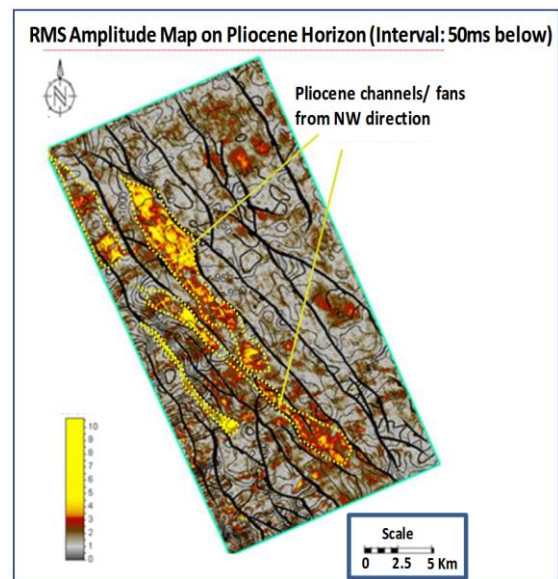 RMS Amplitude Map on Pliocene Horizon (Interval: 50ms below)
N
Pliocene channels/ fans
from NW direction
10
9
8
7
6
5
4
3
2
1
0
Scale
0 2.5 5 Km